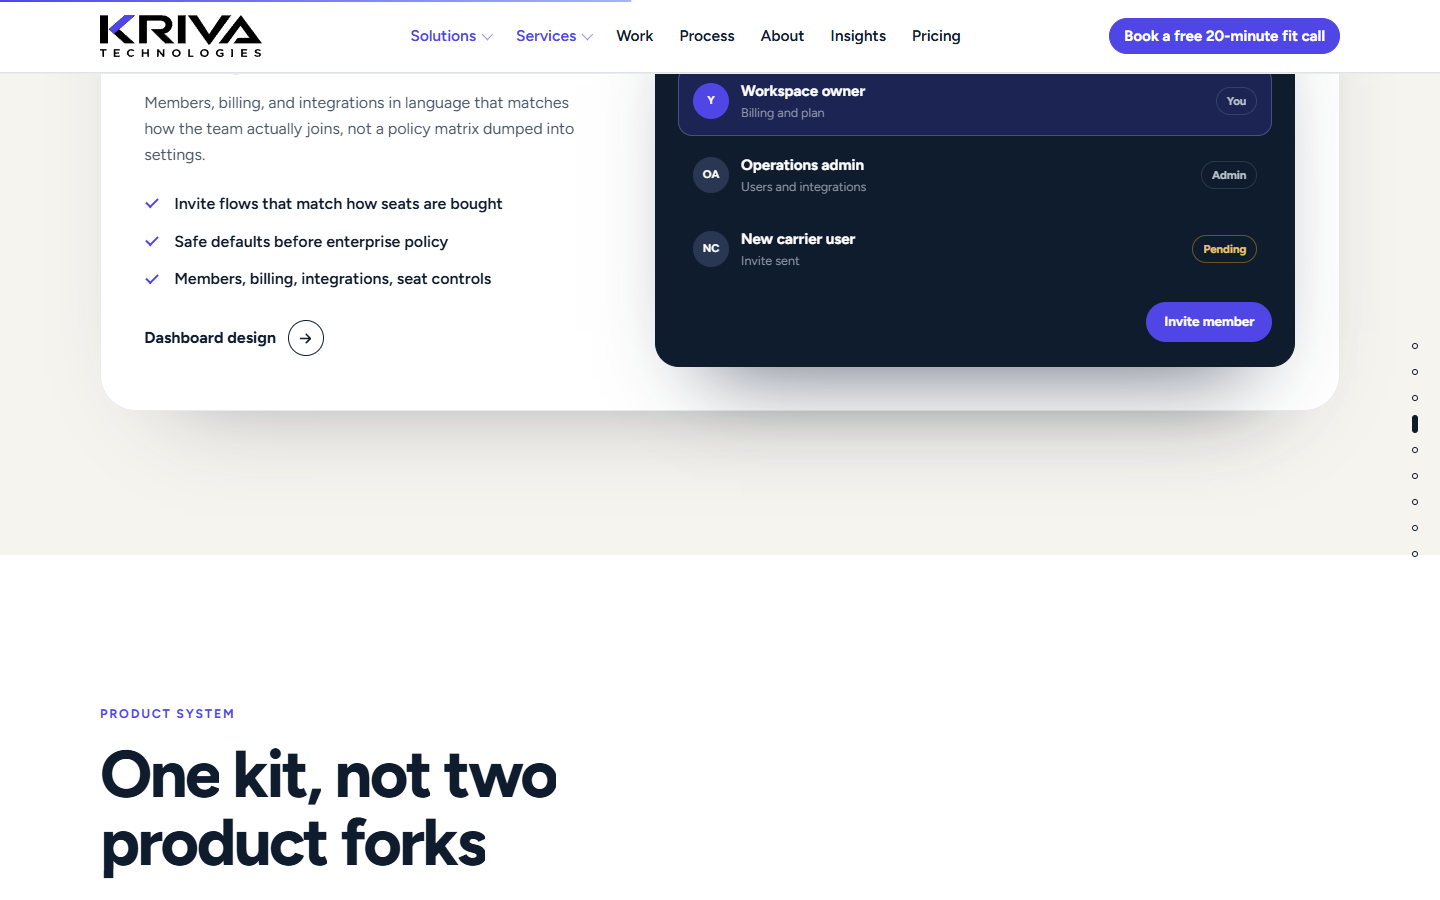 KRIVA
TECHNOLOGIES
Solutions
Services
Work
Process
About
Insights
Pricing
Book a free 20-minute fit call
Members, billing, and integrations in language that matches
how the team actually joins, not a policy matrix dumped into
settings.
Invite flows that match how seats are bought
Safe defaults before enterprise policy
Members, billing, integrations, seat controls
Dashboard design
Y
Workspace owner
Billing and plan
You
OA
Operations admin
Users and integrations
Admin
NC
New carrier user
Invite sent
Pending
Invite member
PRODUCT SYSTEM
One kit, not two
product forks